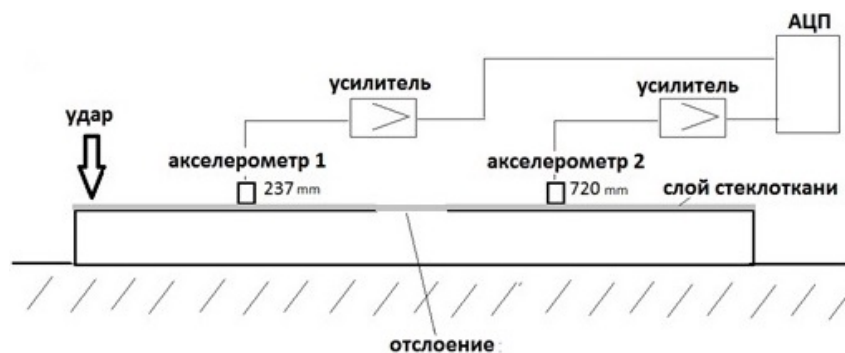 АЦП
усилитель
усилитель
удар
акселерометр 1
акселерометр 2
237 mm
720 mm
слой стеклоткани
отслоение